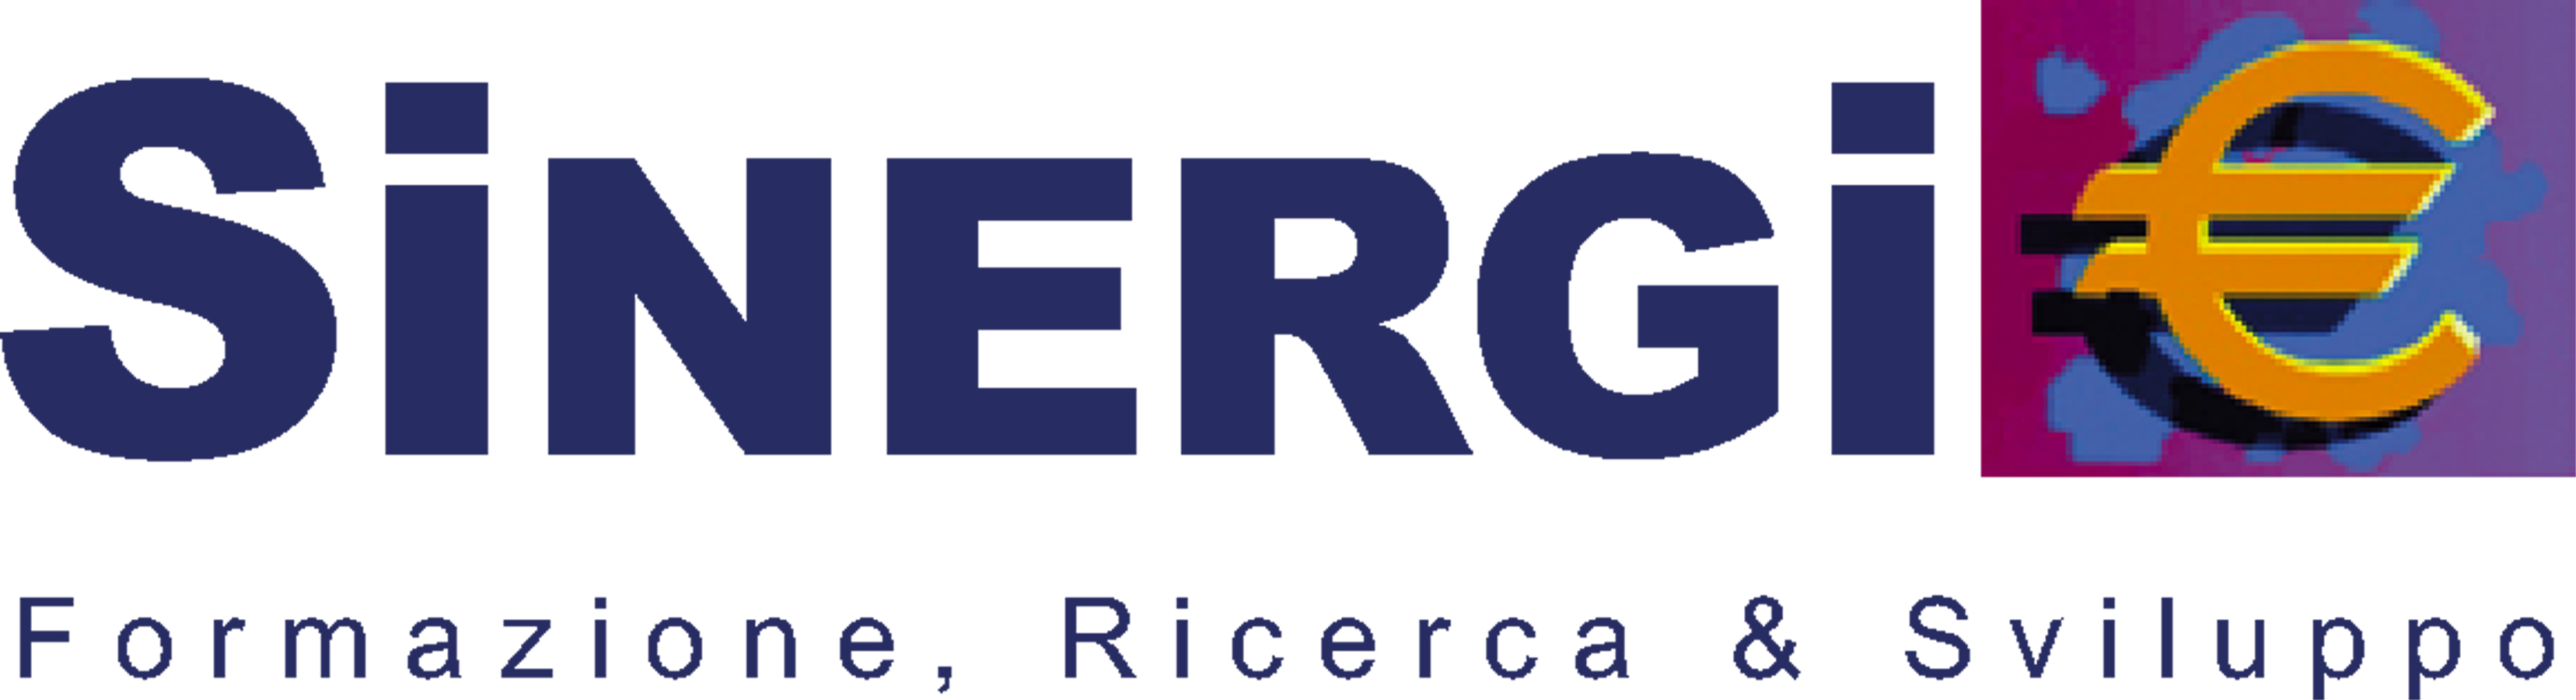 SiNERGi€
Formazione, Ricerca & Sviluppo